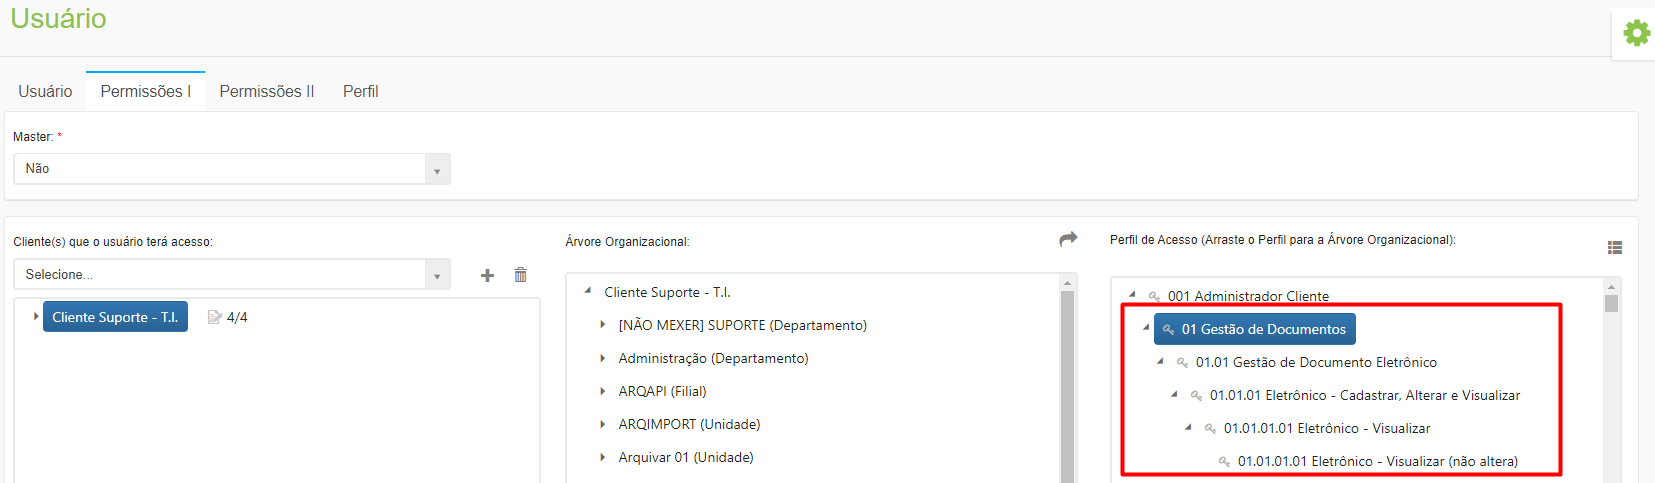 Usuário
Usuário
Permissões I
Permissões II
Perfil
Master: *
Não
Cliente(s) que o usuário terá acesso:
Selecione...
Cliente Suporte - T.I.
4/4
Árvore Organizacional:
Cliente Suporte - T.I.
[NÃO MEXER] SUPORTE (Departamento)
Administração (Departamento)
ARQAPI (Filial)
ARQIMPORT (Unidade)
Arquivar 01 (Unidade)
Perfil de Acesso (Arraste o Perfil para a Árvore Organizacional):
001 Administrador Cliente
01 Gestão de Documentos
01.01 Gestão de Documento Eletrônico
01.01.01 Eletrônico - Cadastrar, Alterar e Visualizar
01.01.01.01 Eletrônico - Visualizar
01.01.01.01 Eletrônico - Visualizar (não altera)